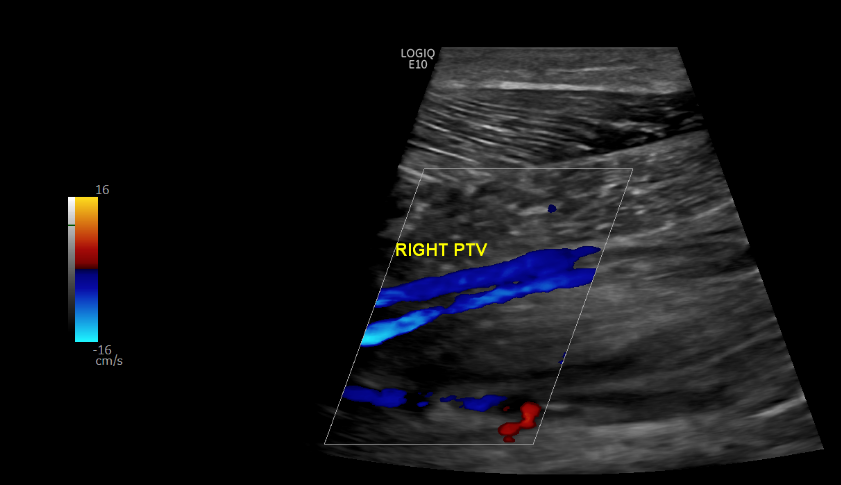 LOGIQ
E10
16
RIGHT PTV
-16
cm/s